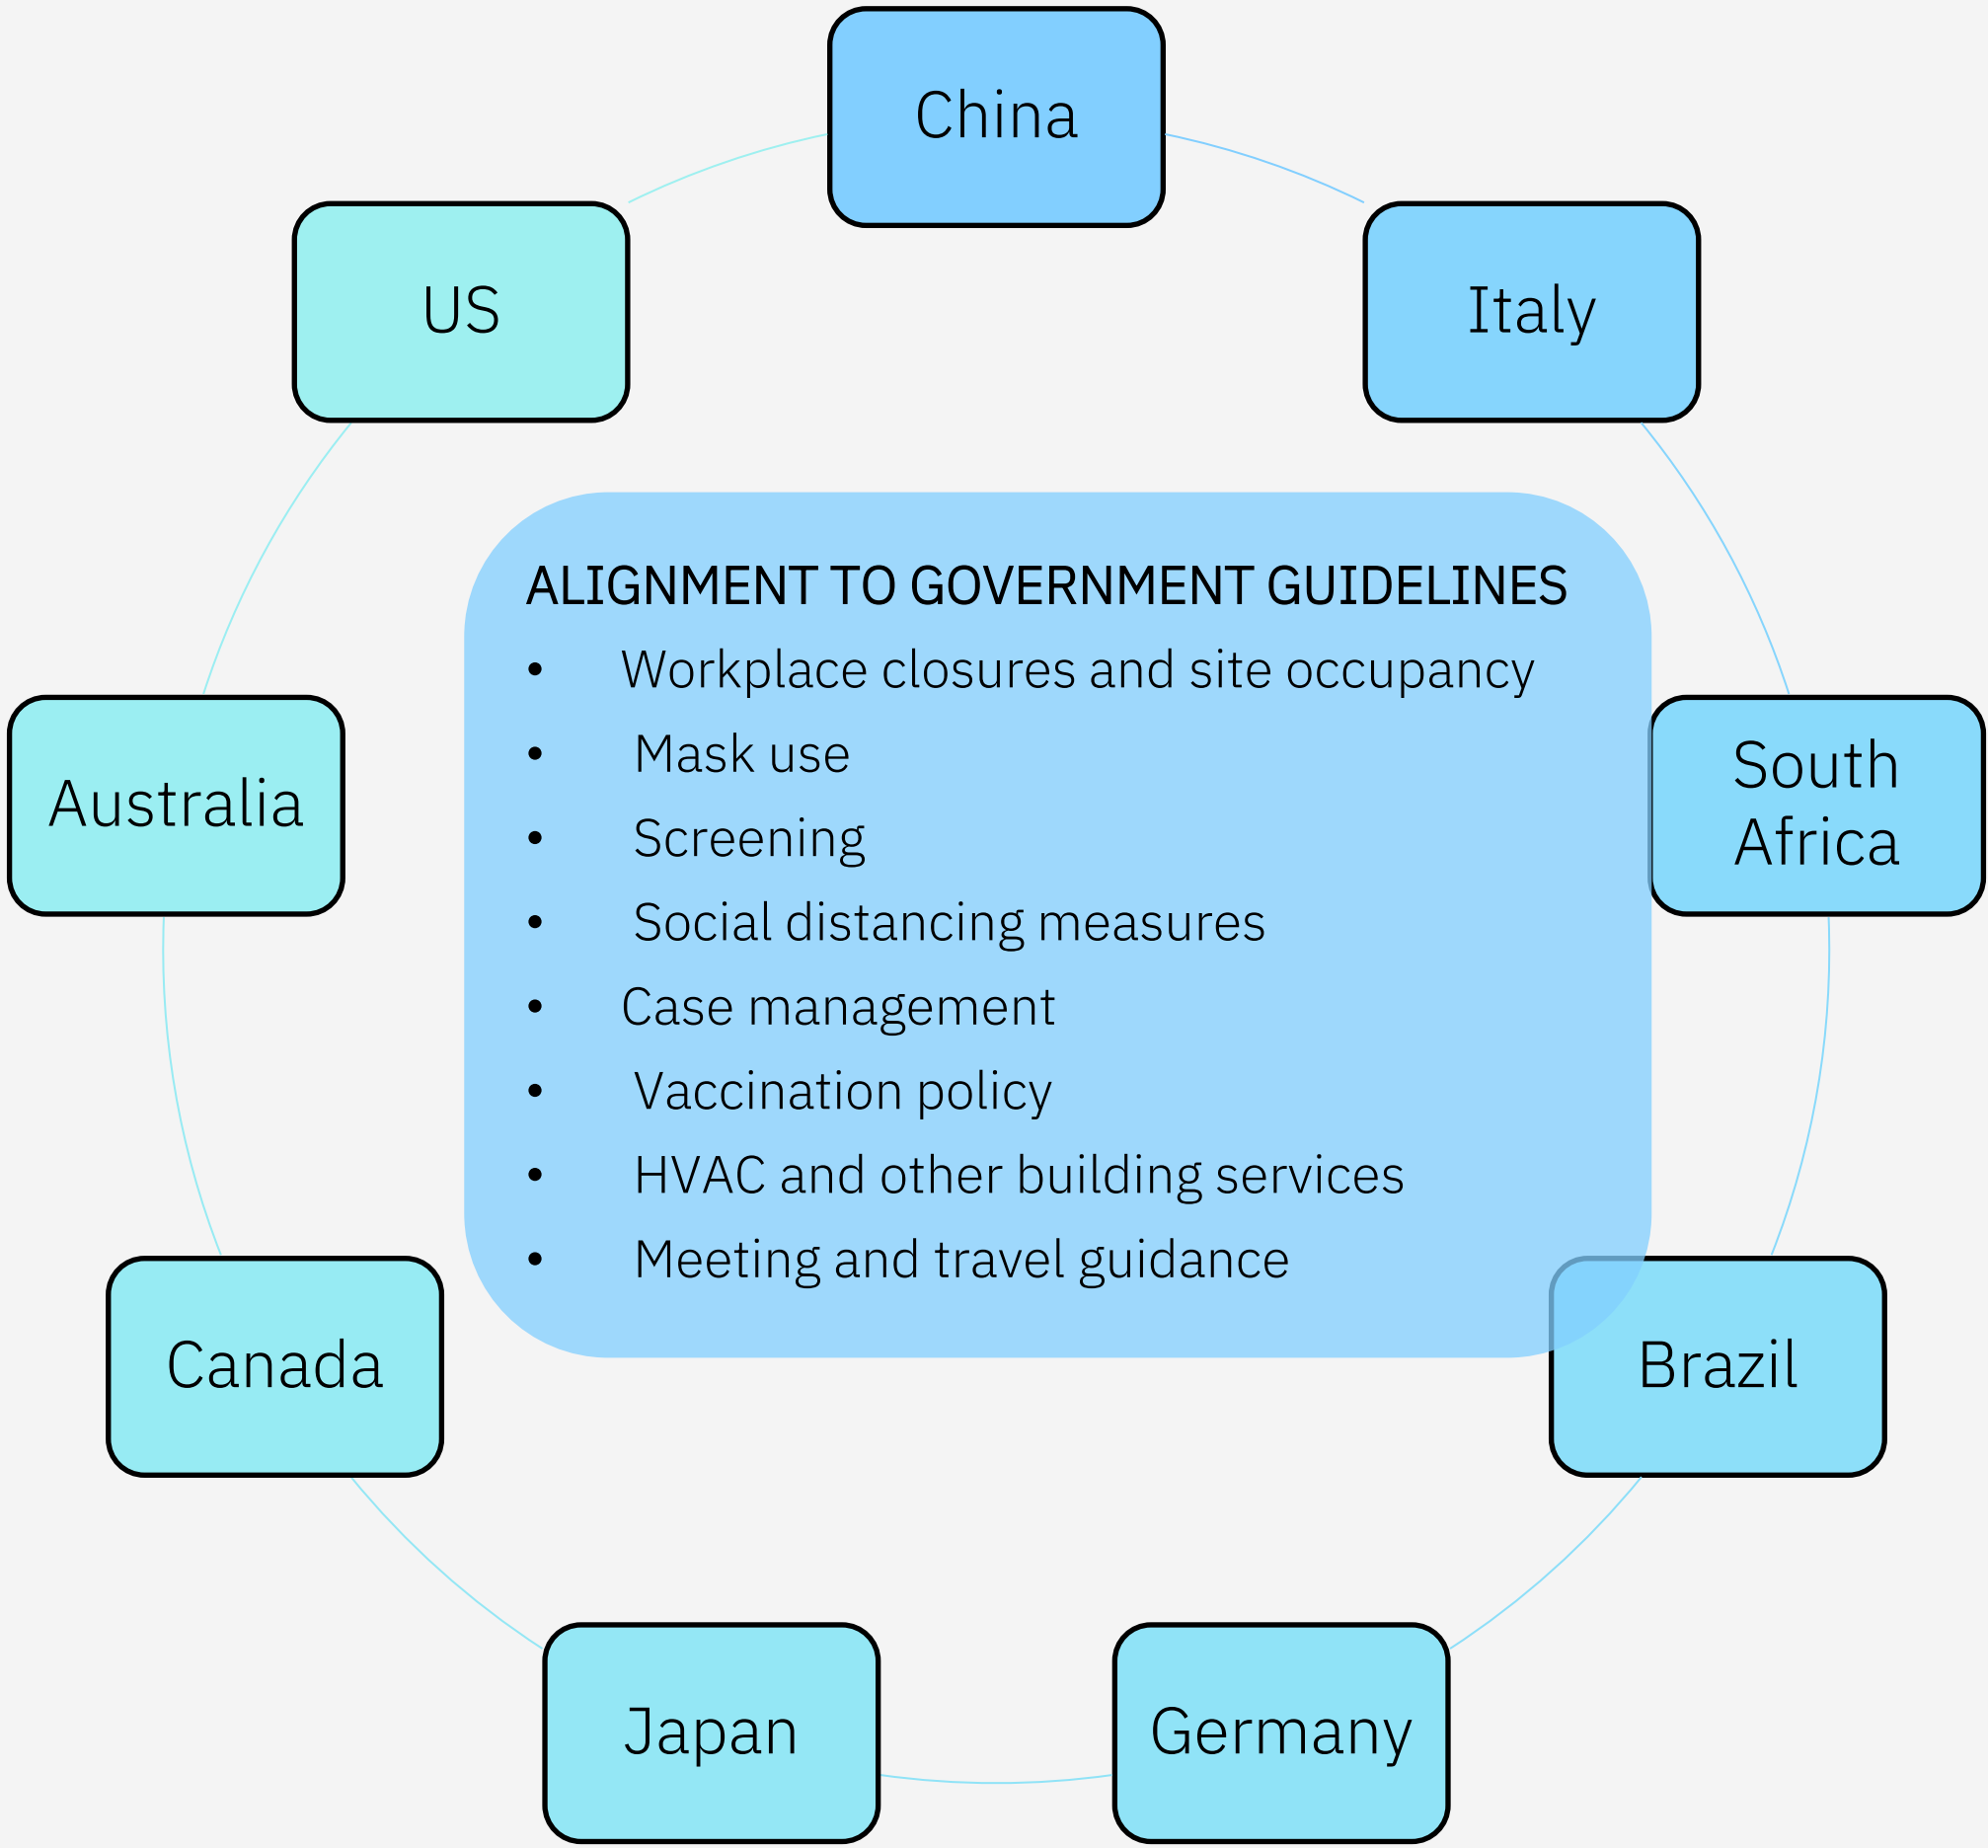 China
US
Italy
ALIGNMENT TO GOVERNMENT GUIDELINES
• Workplace closures and site occupancy
• Mask use
• Screening
• Social distancing measures
• Case management
• Vaccination policy
• HVAC and other building services
• Meeting and travel guidance
Australia
South
Africa
Canada
Brazil
Japan
Germany